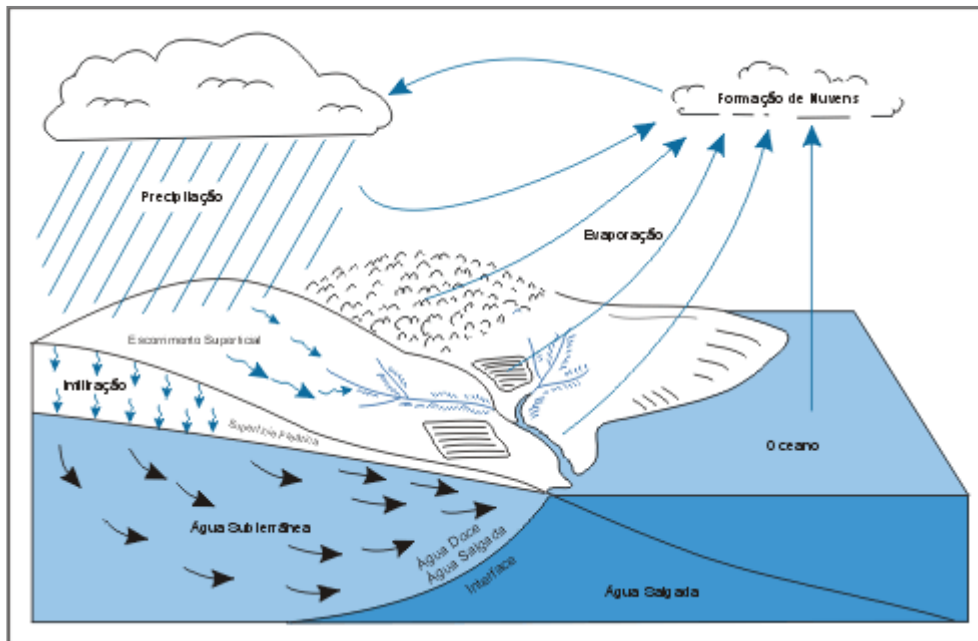 Formação de Nuvens
Precipitação
Evaporação
Escorrimento Superficial
Infiltração
Superfície Freática
Oceano
Água Subterrânea
Água Doce
Água Salgada
Interface
Água Salgada